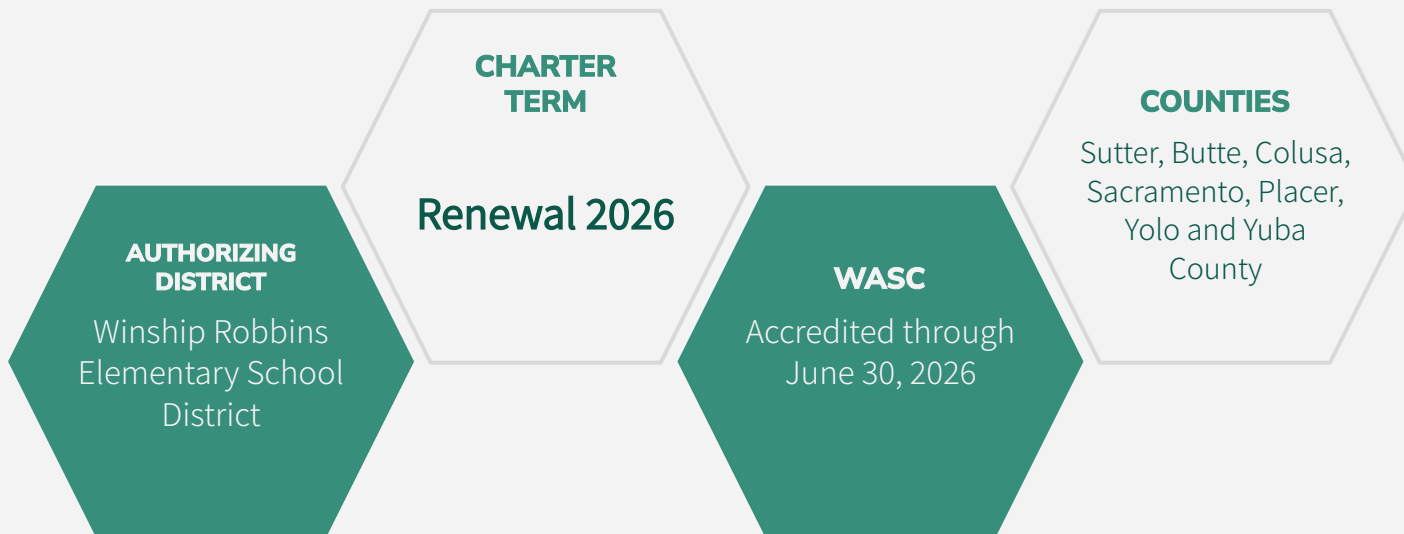 AUTHORIZING
DISTRICT
Winship Robbins
Elementary School
District
CHARTER
TERM
Renewal 2026
WASC
Accredited through
June 30, 2026
COUNTIES
Sutter, Butte, Colusa,
Sacramento, Placer,
Yolo and Yuba
County